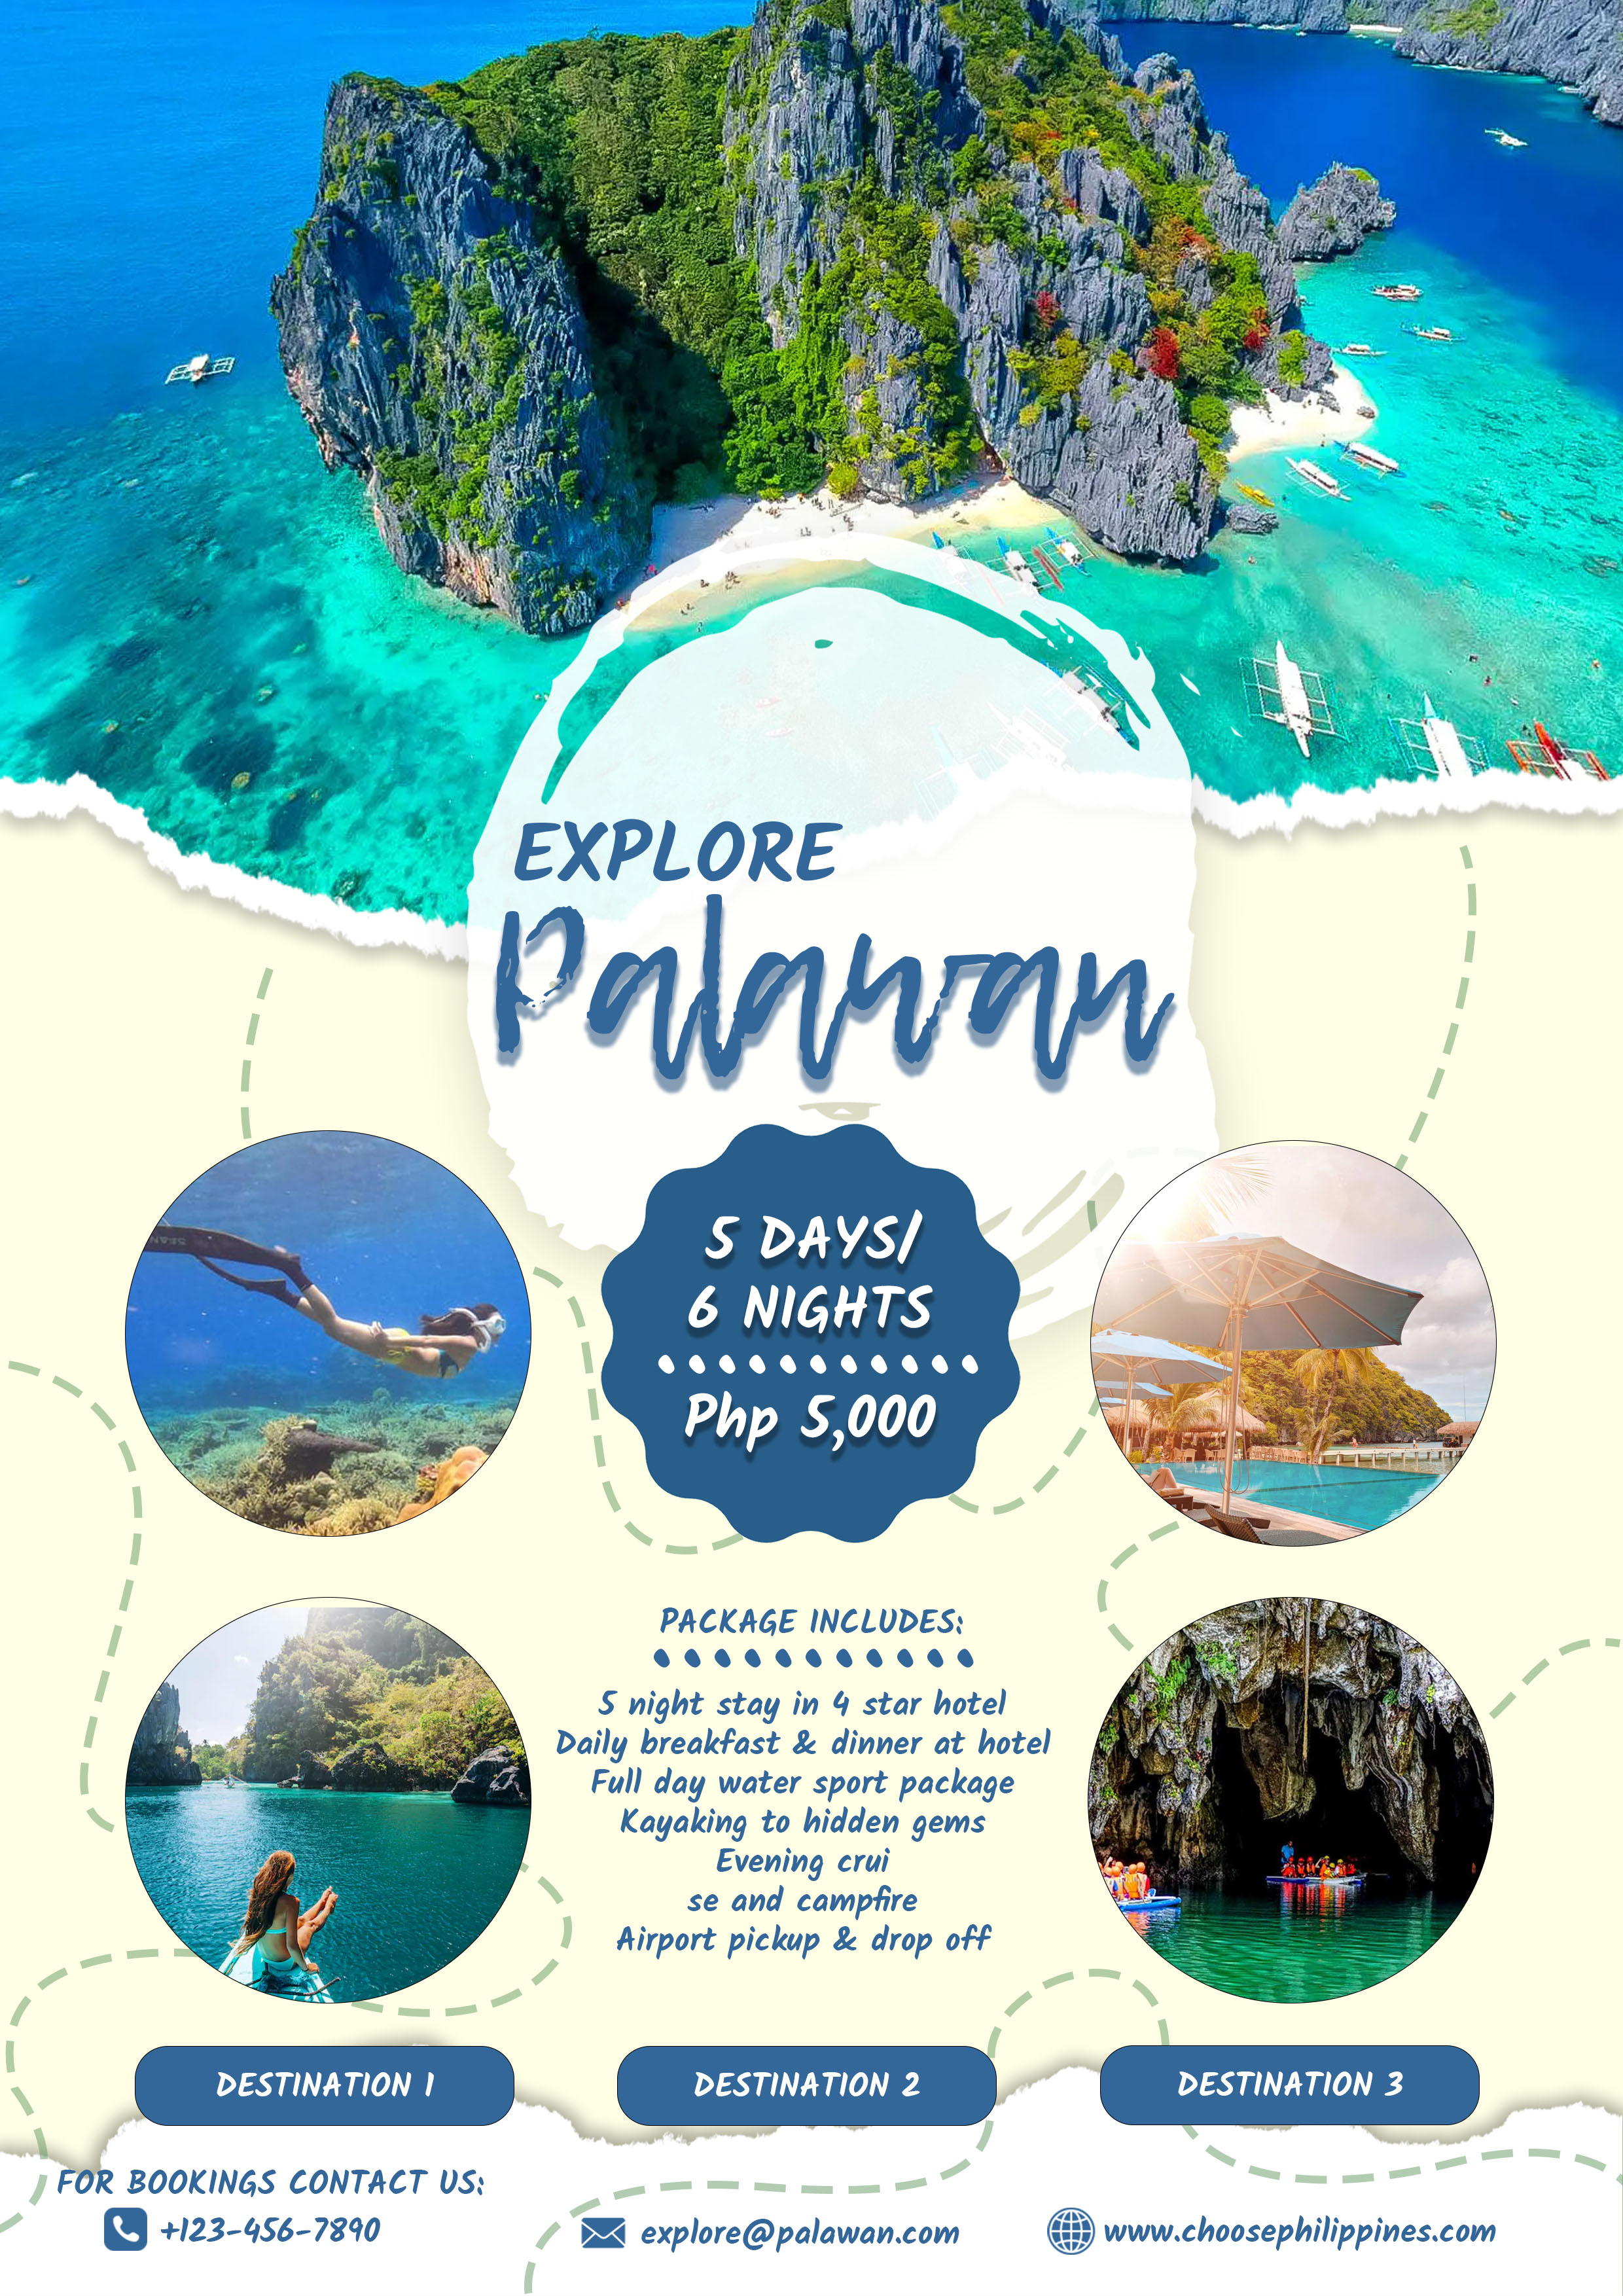 EXPLORE
Palawan
5 DAYS/
6 NIGHTS
Php 5,000
PACKAGE INCLUDES:
5 night stay in 4 star hotel
Daily breakfast & dinner at hotel
Full day water sport package
Kayaking to hidden gems
Evening crui
se and campfire
Airport pickup & drop off
DESTINATION 1
DESTINATION 2
DESTINATION 3
FOR BOOKINGS CONTACT US:
+123-456-7890
explore@palawan.com
www.choosephilippines.com